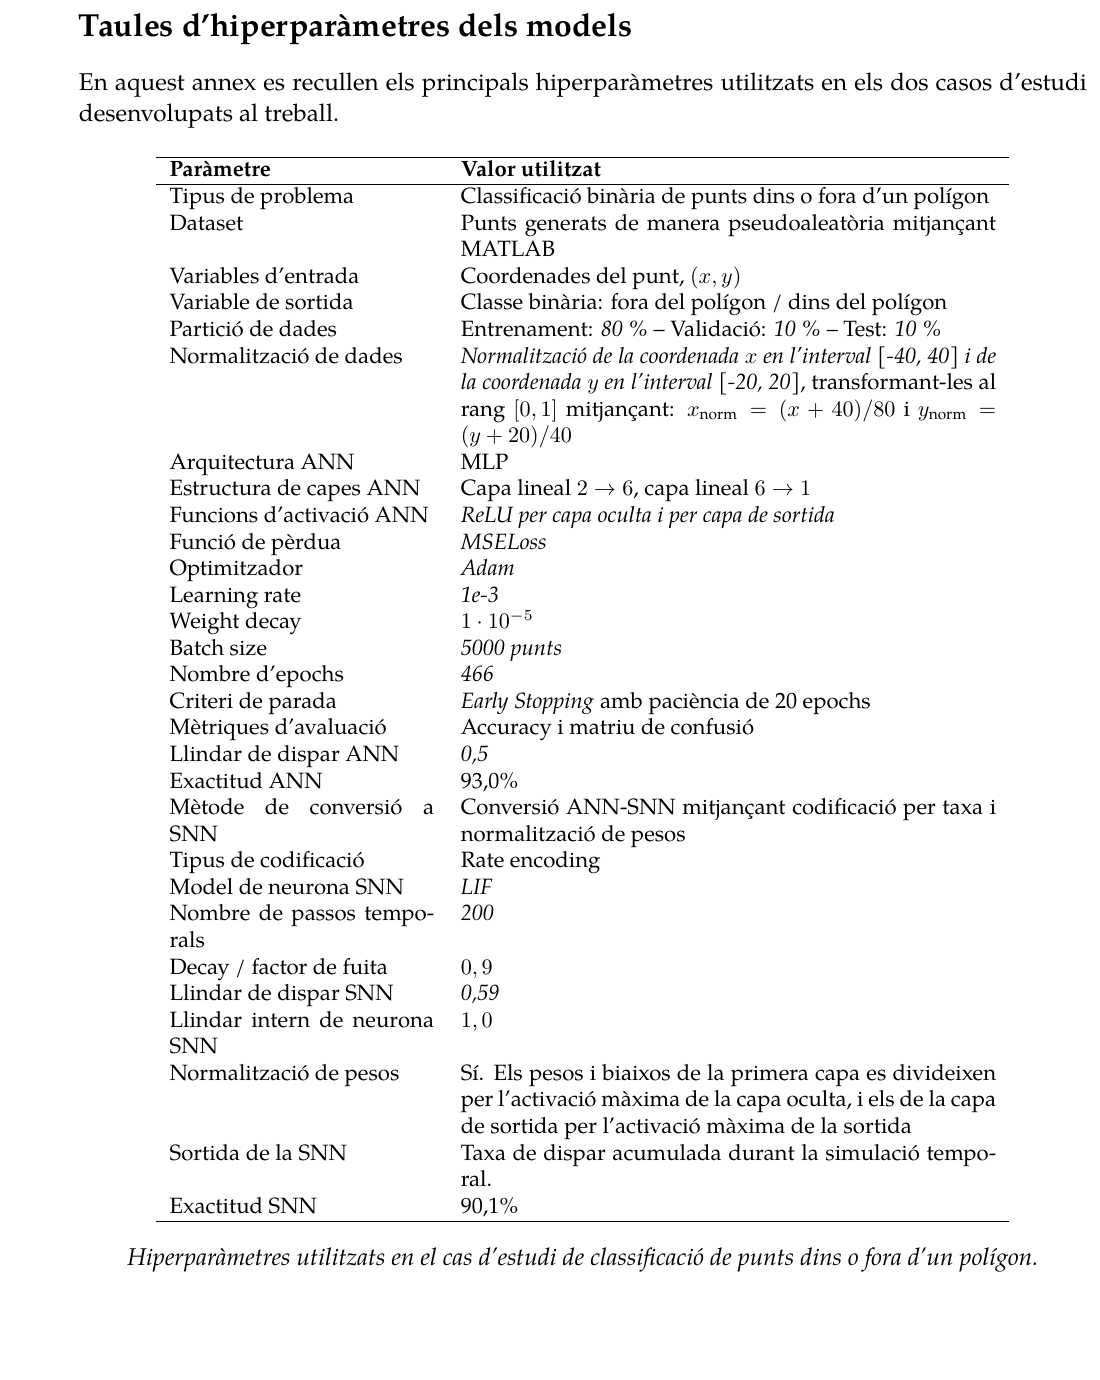 Taules d'hiperparàmetres dels models
En aquest annex es recullen els principals hiperparàmetres utilitzats en els dos casos d'estudi
desenvolupats al treball.
Paràmetre Valor utilitzat
Tipus de problema Classificació binària de punts dins o fora d'un polígon
Dataset Punts generats de manera pseudoaleatòria mitjançant
MATLAB
Variables d'entrada Coordenades del punt, (x, y)
Variable de sortida Classe binària: fora del polígon / dins del polígon
Partició de dades Entrenament: 80 % – Validació: 10 % – Test: 10 %
Normalització de dades Normalització de la coordenada x en l'interval [-40, 40] i de
la coordenada y en l'interval [-20, 20], transformant-les al
rang [0, 1] mitjançant: x_norm = (x + 40)/80 i y_norm =
(y + 20)/40
Arquitectura ANN MLP
Estructura de capes ANN Capa lineal 2 → 6, capa lineal 6 → 1
Funcions d'activació ANN ReLU per capa oculta i per capa de sortida
Funció de pèrdua MSELoss
Optimitzador Adam
Learning rate 1e-3
Weight decay 1 · 10⁻⁵
Batch size 5000 punts
Nombre d'epochs 466
Criteri de parada Early Stopping amb paciència de 20 epochs
Mètriques d'avaluació Accuracy i matriu de confusió
Llindar de dispar ANN 0,5
Exactitud ANN 93,0%
Mètode de conversió a Conversió ANN-SNN mitjançant codificació per taxa i
SNN normalització de pesos
Tipus de codificació Rate encoding
Model de neurona SNN LIF
Nombre de passos tempo- 200
rals
Decay / factor de fuita 0, 9
Llindar de dispar SNN 0,59
Llindar intern de neurona 1, 0
SNN
Normalització de pesos Sí. Els pesos i biaixos de la primera capa es divideixen
per l'activació màxima de la capa oculta, i els de la capa
de sortida per l'activació màxima de la sortida
Sortida de la SNN Taxa de dispar acumulada durant la simulació tempo-
ral.
Exactitud SNN 90,1%
Hiperparàmetres utilitzats en el cas d'estudi de classificació de punts dins o fora d'un polígon.